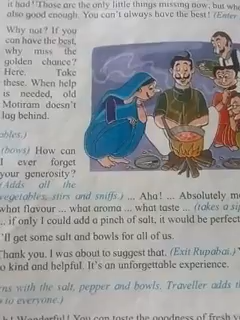 it had! Those are the only little things missing now, but wha
also good enough. You can't always have the best! (Enter
Why not? If you
can have the best,
why miss the
golden chance?
Here. Take
these. When help
is needed, old
Motiram doesn't
lag behind.
ables.)
(bows) How can
I ever forget
your generosity?
(Adds all the
vegetables, stirs and sniffs.) ... Aha! ... Absolutely m
what flavour ... what aroma ... what taste ... (takes a sip
... if only I could add a pinch of salt, it would be perfect
'll get some salt and bowls for all of us.
Thank you. I was about to suggest that. (Exit Rupabai.)
o kind and helpful. It's an unforgettable experience.
rns with the salt, pepper and bowls. Traveller adds th
s to everyone.)
h! Wonderful! You can taste the goodness of fresh v